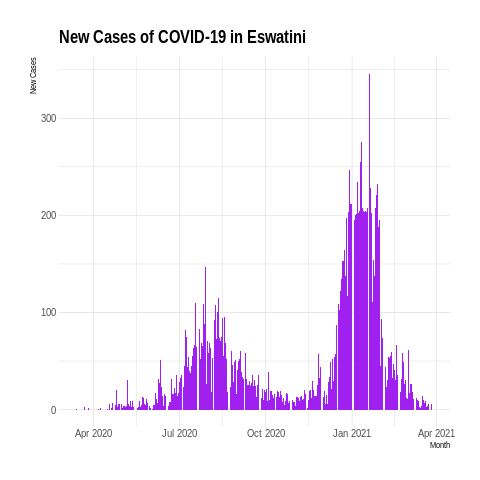 New Cases of COVID-19 in Eswatini
New Cases
300
200
100
0
Apr 2020
Jul 2020
Oct 2020
Jan 2021
Apr 2021
Month